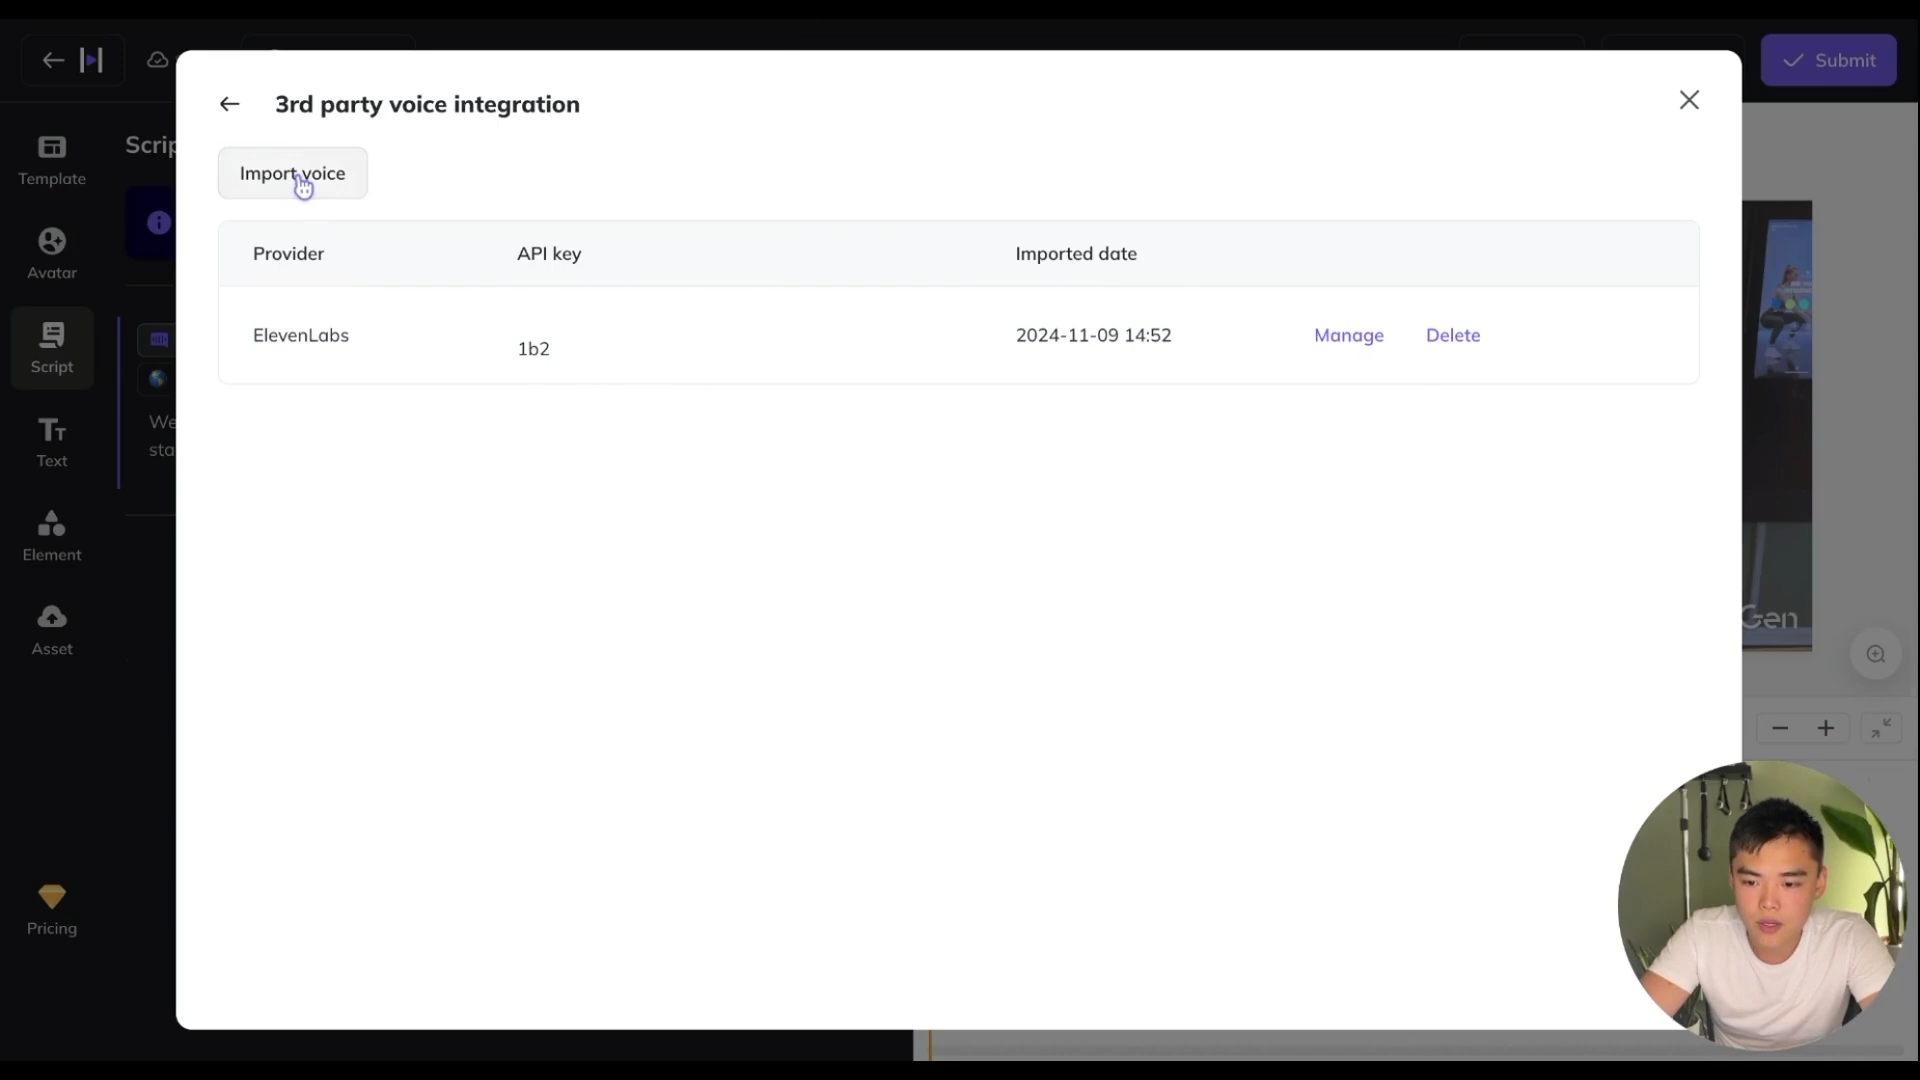 Submit
3rd party voice integration
Import voice
Provider
API key
Imported date
ElevenLabs
1b2
2024-11-09 14:52
Manage
Delete
Template
Avatar
Script
Text
Element
Asset
Pricing
Scrip
We
sta
Gen